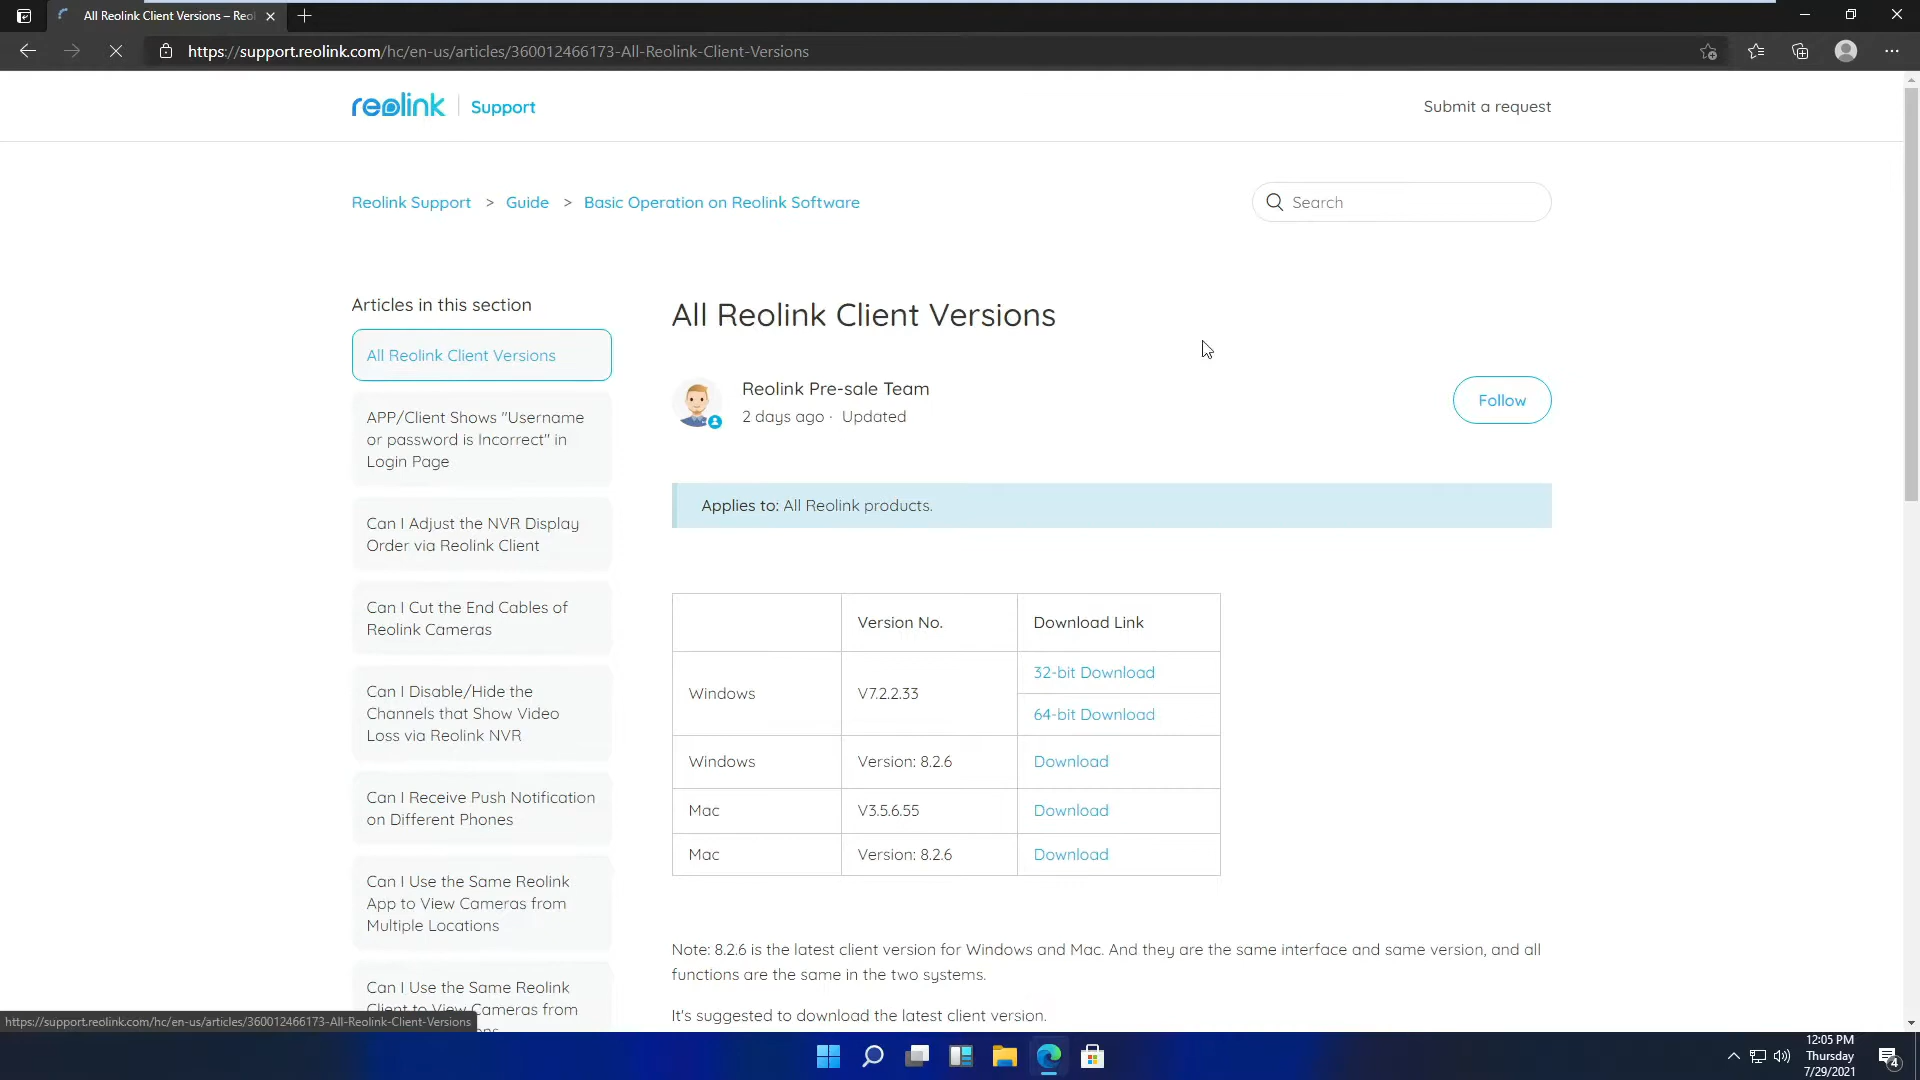 All Reolink Client Versions – Reol
https://support.reolink.com/hc/en-us/articles/360012466173-All-Reolink-Client-Versions
reolink
Support
Submit a request
Reolink Support > Guide > Basic Operation on Reolink Software
Search
Articles in this section
All Reolink Client Versions
APP/Client Shows "Username
or password is Incorrect" in
Login Page
Can I Adjust the NVR Display
Order via Reolink Client
Can I Cut the End Cables of
Reolink Cameras
Can I Disable/Hide the
Channels that Show Video
Loss via Reolink NVR
Can I Receive Push Notification
on Different Phones
Can I Use the Same Reolink
App to View Cameras from
Multiple Locations
Can I Use the Same Reolink
Client to View Cameras from
All Reolink Client Versions
Reolink Pre-sale Team
2 days ago · Updated
Follow
Applies to: All Reolink products.
Version No.
Download Link
Windows
V7.2.2.33
32-bit Download
64-bit Download
Windows
Version: 8.2.6
Download
Mac
V3.5.6.55
Download
Mac
Version: 8.2.6
Download
Note: 8.2.6 is the latest client version for Windows and Mac. And they are the same interface and same version, and all
functions are the same in the two systems.
It's suggested to download the latest client version.
https://support.reolink.com/hc/en-us/articles/360012466173-All-Reolink-Client-Versions
12:05 PM
Thursday
7/29/2021
4